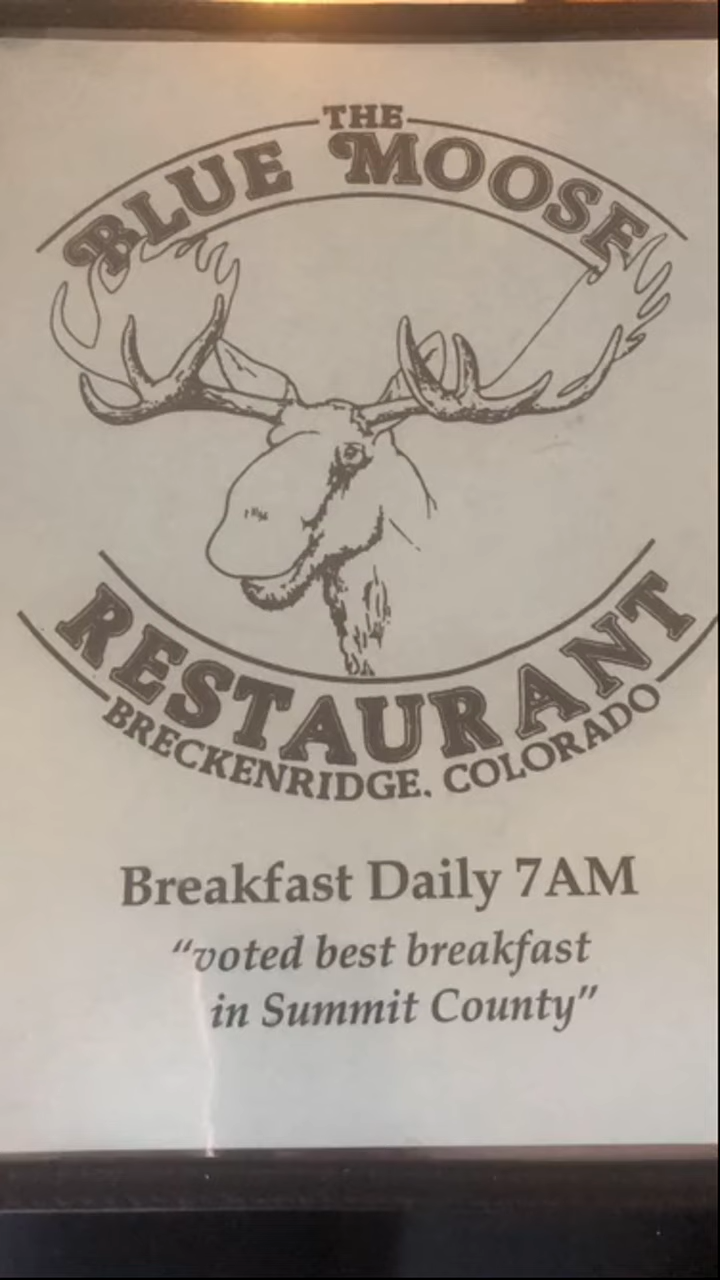 THE
BLUE MOOSE
RESTAURANT
BRECKENRIDGE, COLORADO
Breakfast Daily 7AM
“voted best breakfast
in Summit County”